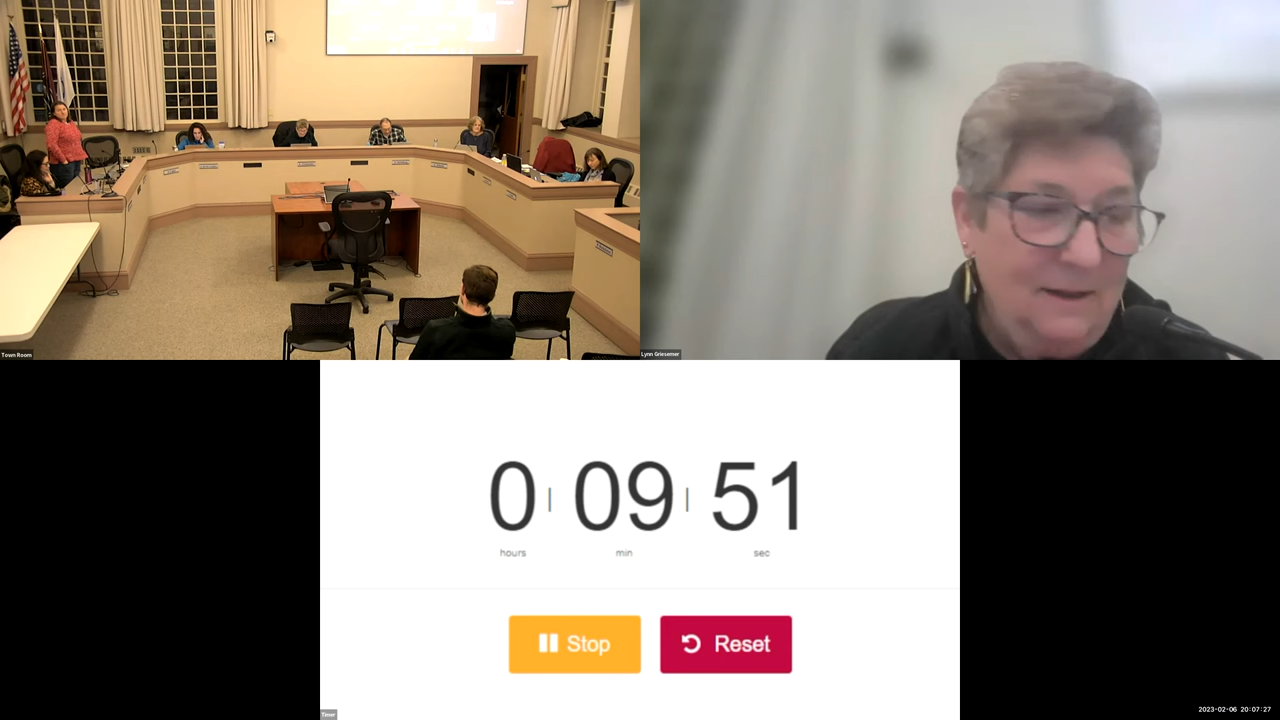 Town Room
Lynn Griesemer
0 09 51
hours min sec
Stop Reset
Timer
2023-02-06 20:07:27